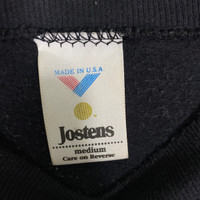 MADE IN U.S.A
Jostens
medium
Care on Reverse